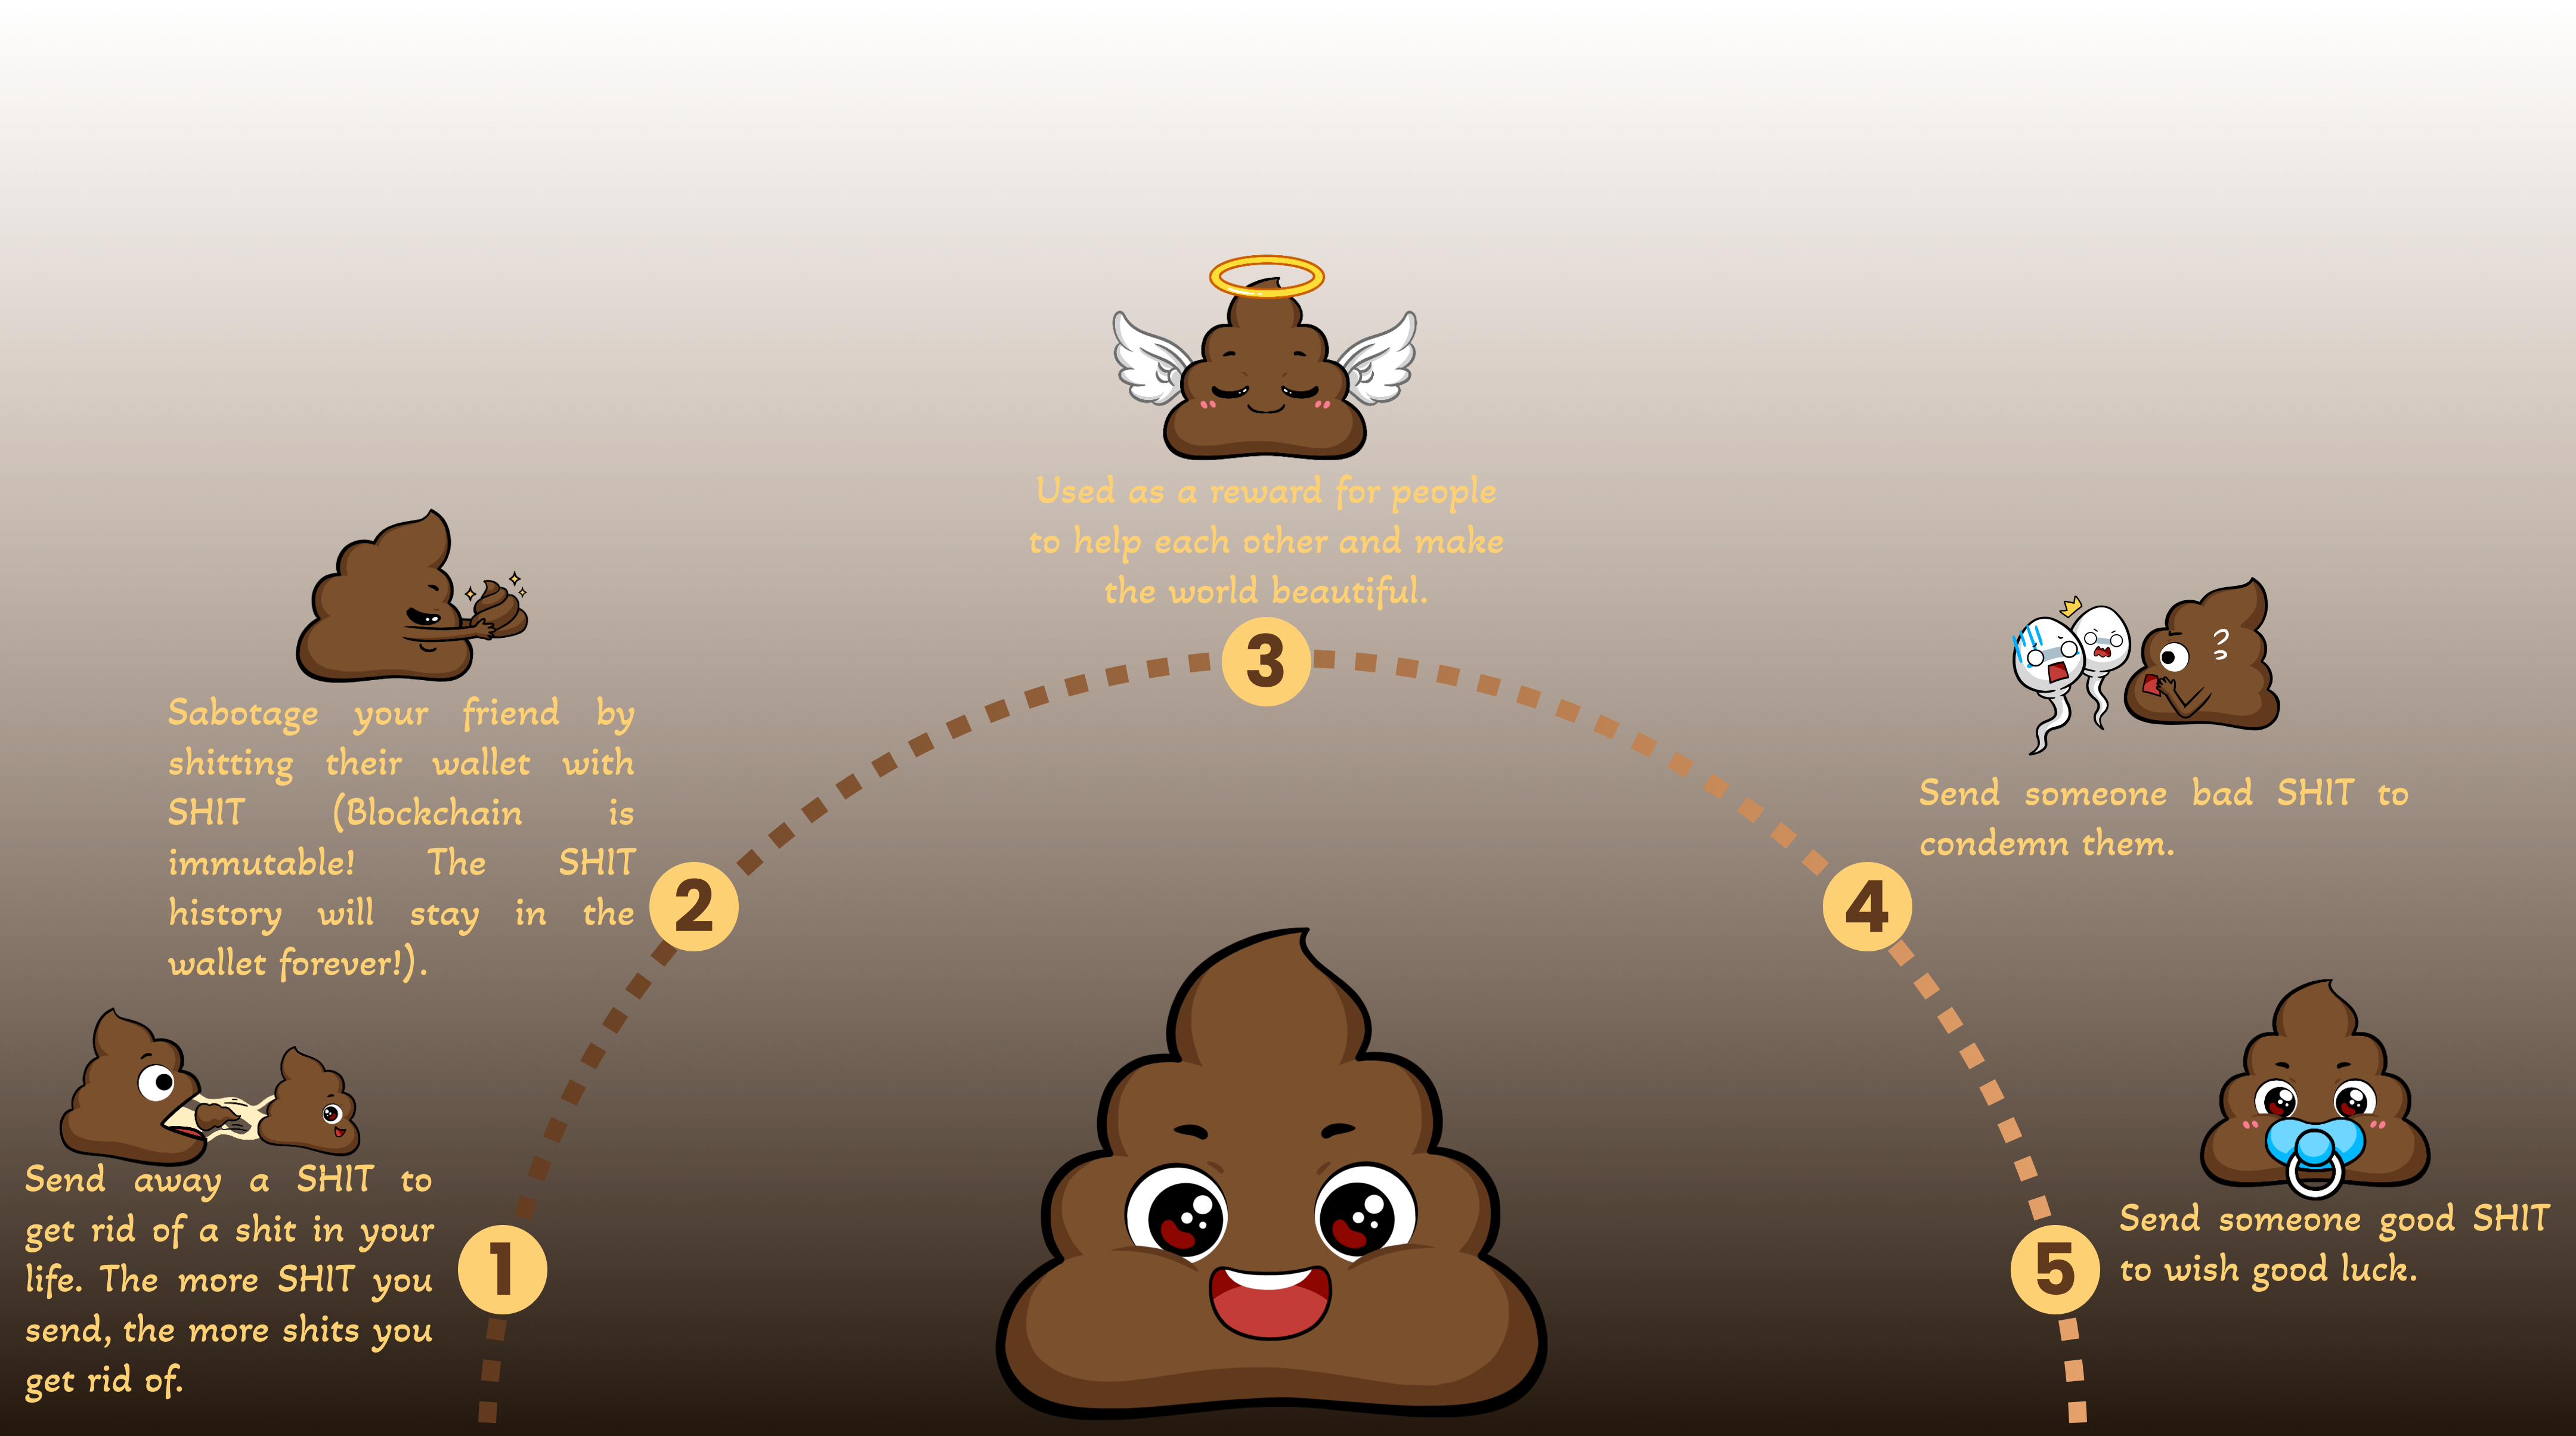 Send away a SHIT to
get rid of a shit in your
life. The more SHIT you
send, the more shits you
get rid of.
1
Sabotage your friend by
shitting their wallet with
SHIT (Blockchain is
immutable! The SHIT
history will stay in the
wallet forever!).
2
Used as a reward for people
to help each other and make
the world beautiful.
3
Send someone bad SHIT to
condemn them.
4
Send someone good SHIT
to wish good luck.
5